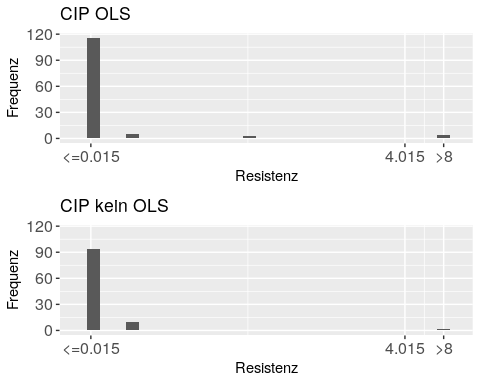 CIP OLS
120
90
60
30
0
Frequenz
<=0.015 4.015 >8
Resistenz
CIP kein OLS
120
90
60
30
0
Frequenz
<=0.015 4.015 >8
Resistenz